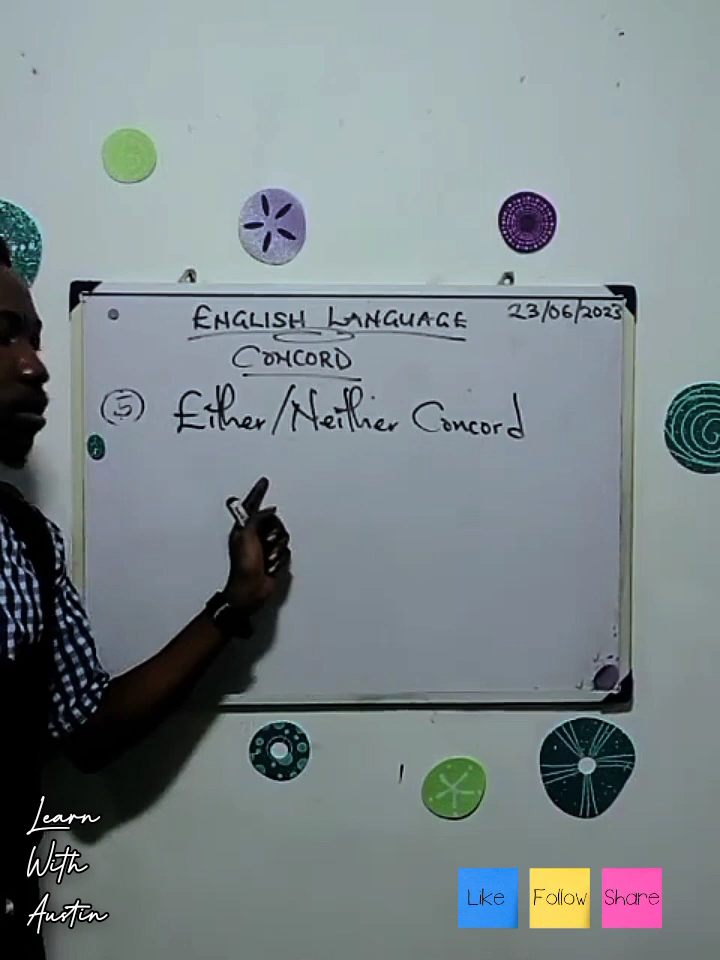 ENGLISH LANGUAGE
23/06/2023
CONCORD
(5) Either/Neither Concord
Learn
With
Austin
Like
Follow
Share